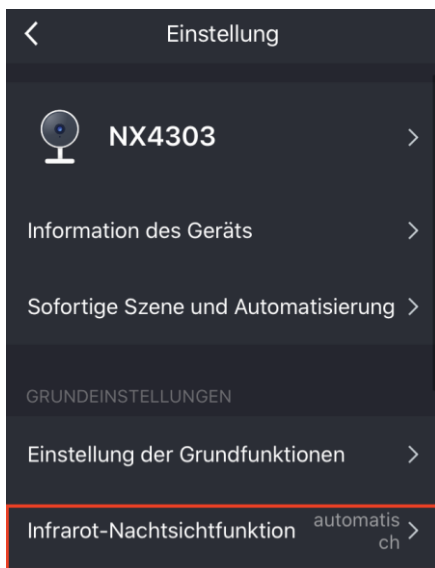 Einstellung
NX4303
Information des Geräts
Sofortige Szene und Automatisierung
GRUNDEINSTELLUNGEN
Einstellung der Grundfunktionen
Infrarot-Nachtsichtfunktion automatis
ch